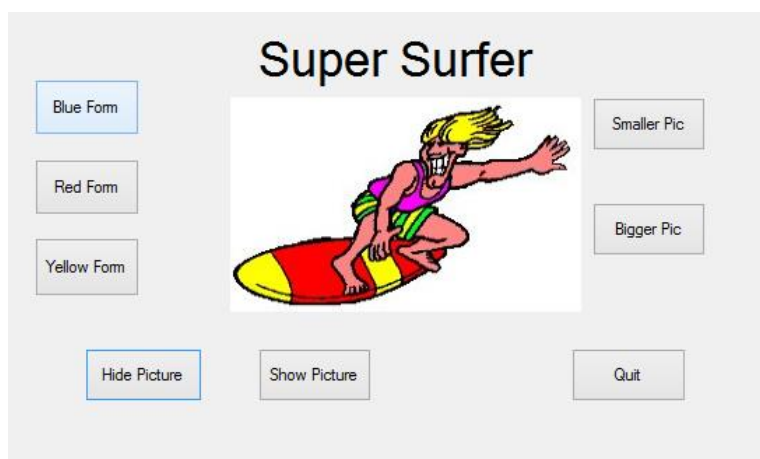 Super Surfer
Blue Form
Smaller Pic
Red Form
Bigger Pic
Yellow Form
Hide Picture
Show Picture
Quit